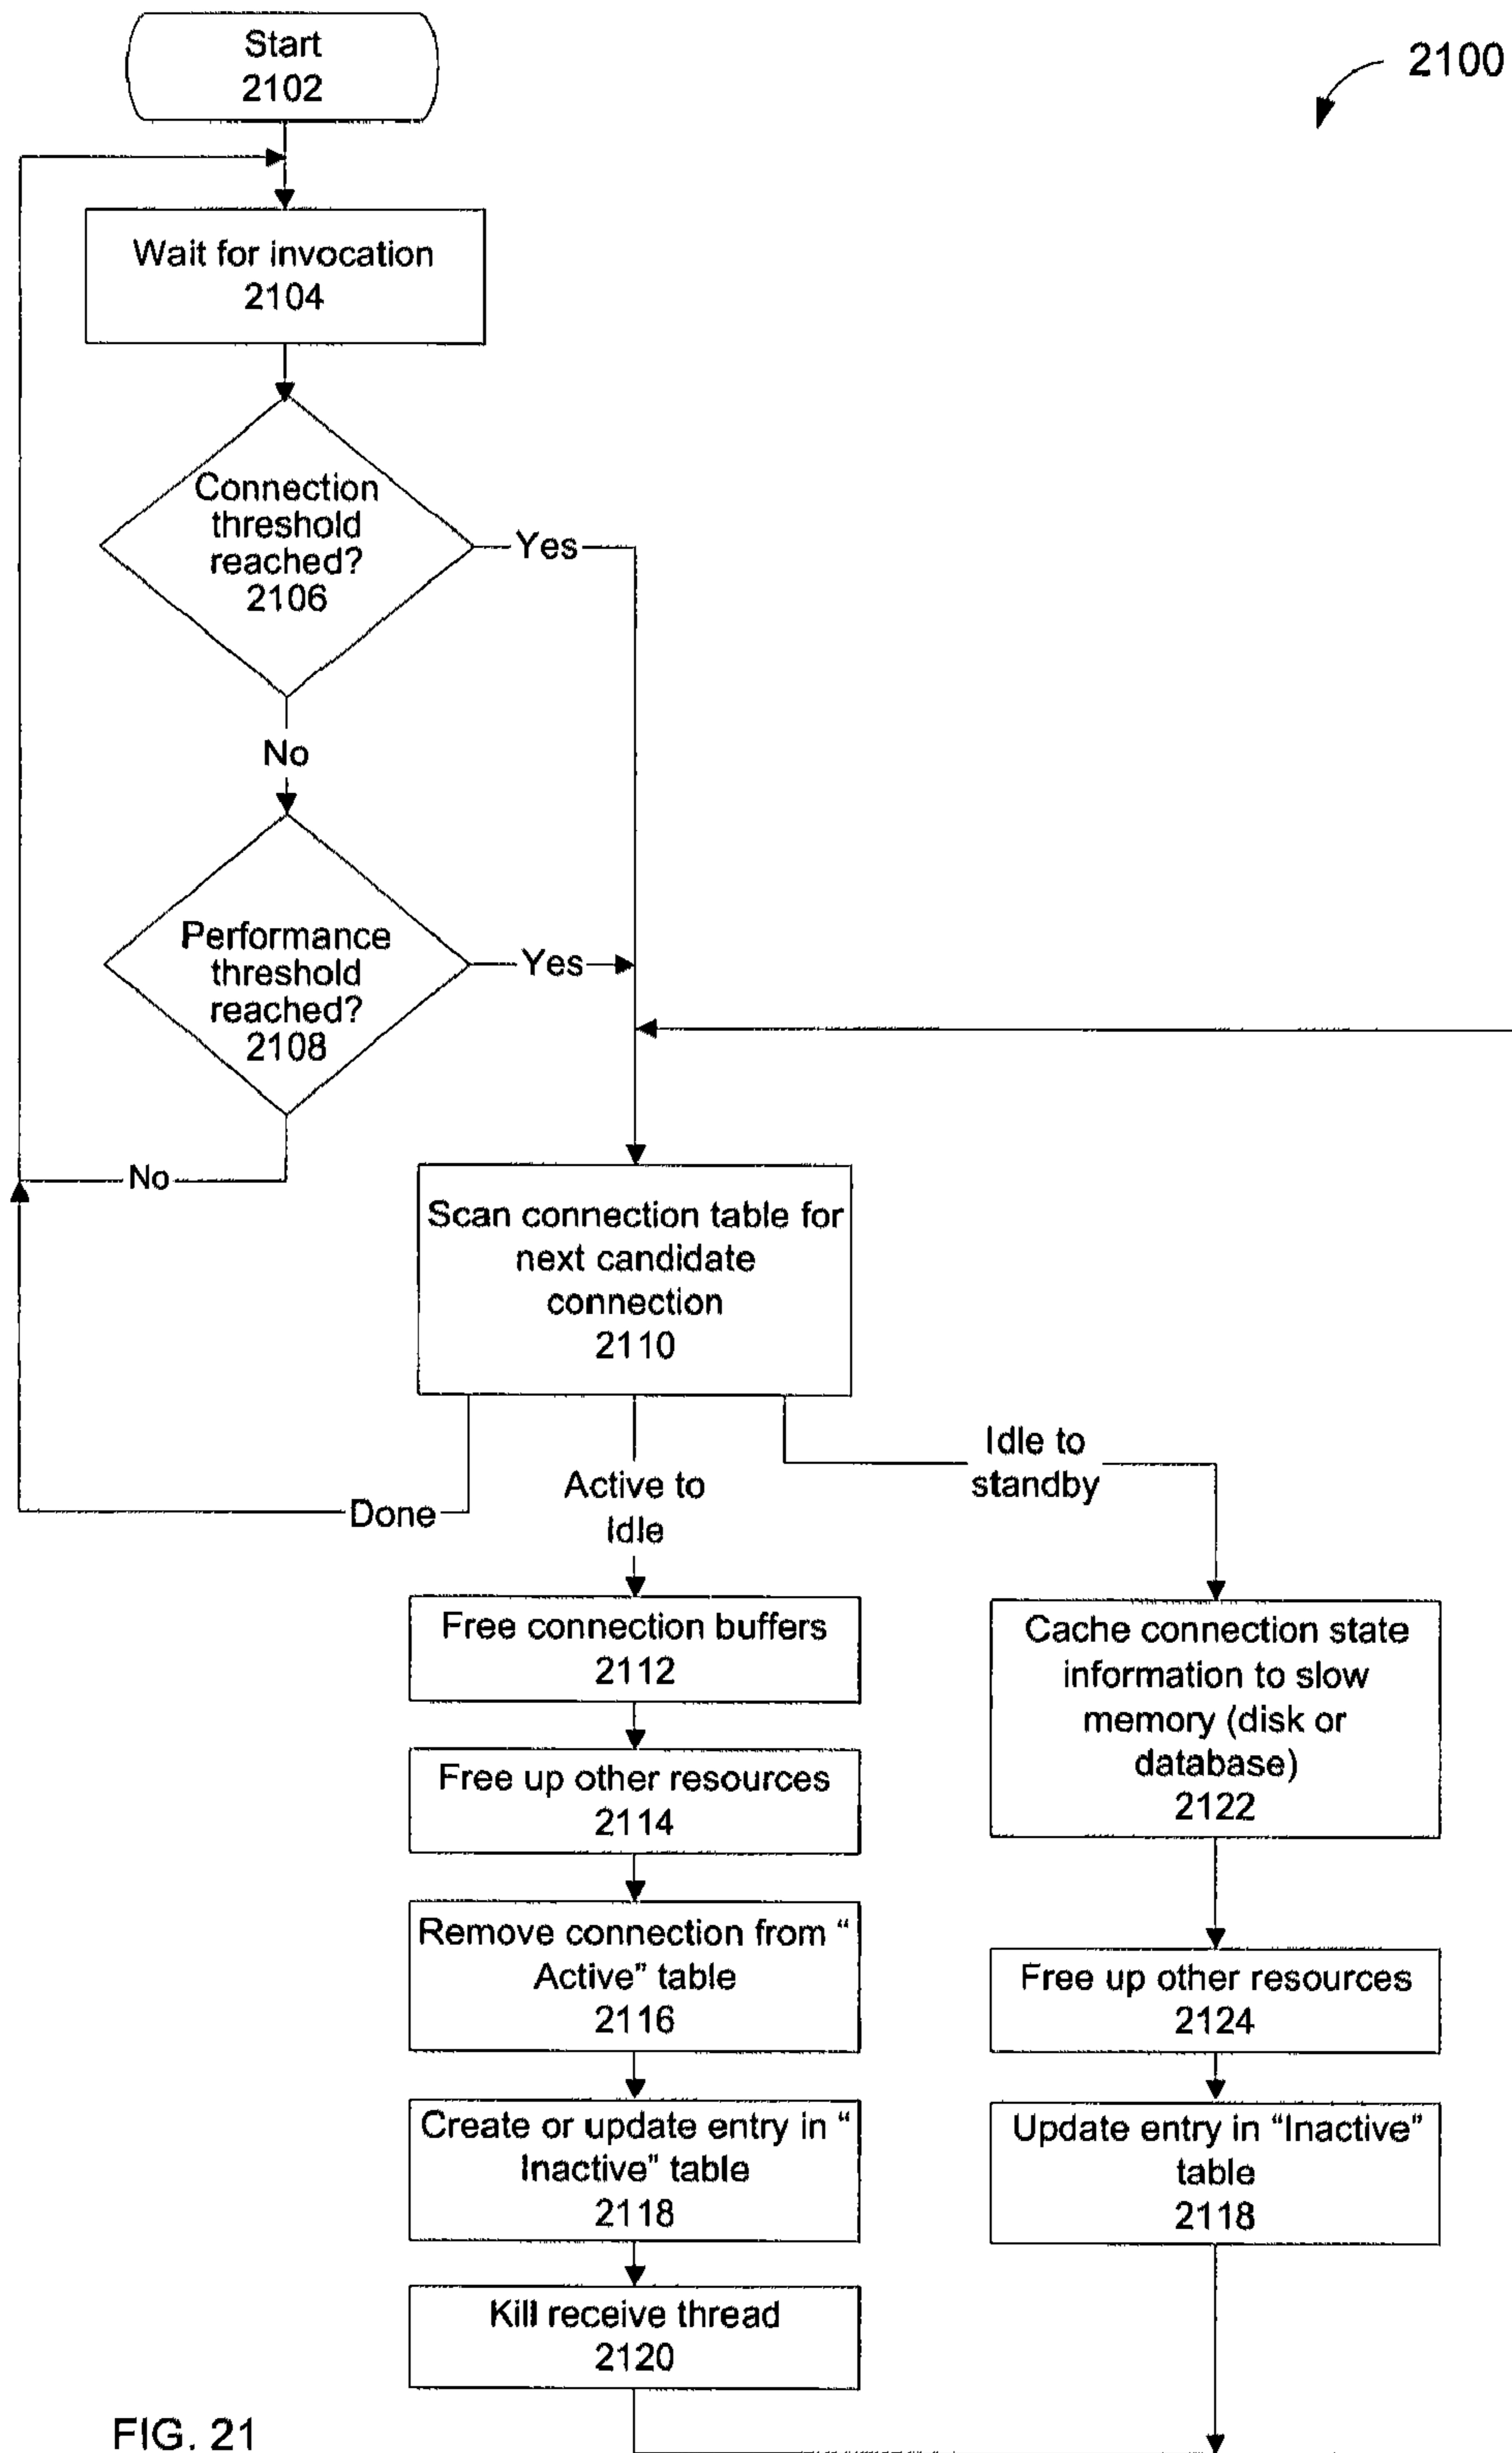 Start
2102
2100
Wait for invocation
2104
Connection
threshold
reached?
2106
Yes
No
Performance
threshold
reached?
2108
Yes
No
Scan connection table for
next candidate
connection
2110
Done
Active to
Idle
Idle to
standby
Free connection buffers
2112
Free up other resources
2114
Remove connection from “
Active” table
2116
Create or update entry in “
Inactive” table
2118
Kill receive thread
2120
Cache connection state
information to slow
memory (disk or
database)
2122
Free up other resources
2124
Update entry in “Inactive”
table
2118
FIG. 21